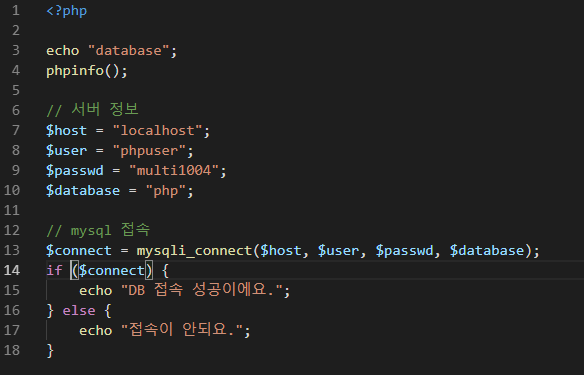 1 <?php
2
3 echo "database";
4 phpinfo();
5
6 // 서버 정보
7 $host = "localhost";
8 $user = "phpuser";
9 $passwd = "multi1004";
10 $database = "php";
11
12 // mysql 접속
13 $connect = mysqli_connect($host, $user, $passwd, $database);
14 if ($connect) {
15     echo "DB 접속 성공이에요.";
16 } else {
17     echo "접속이 안되요.";
18 }